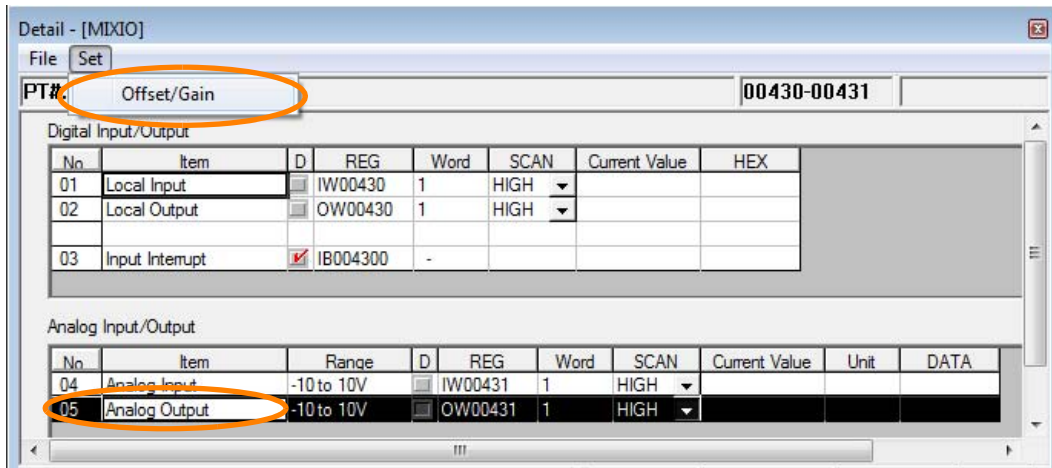 Detail - [MIXIO]
File Set
PT#: 00430-00431
Offset/Gain
Digital Input/Output
No Item D REG Word SCAN Current Value HEX
01 Local Input IW00430 1 HIGH
02 Local Output OW00430 1 HIGH
03 Input Interrupt IB004300 -
Analog Input/Output
No Item Range D REG Word SCAN Current Value Unit DATA
04 Analog Input -10 to 10V IW00431 1 HIGH
05 Analog Output -10 to 10V OW00431 1 HIGH